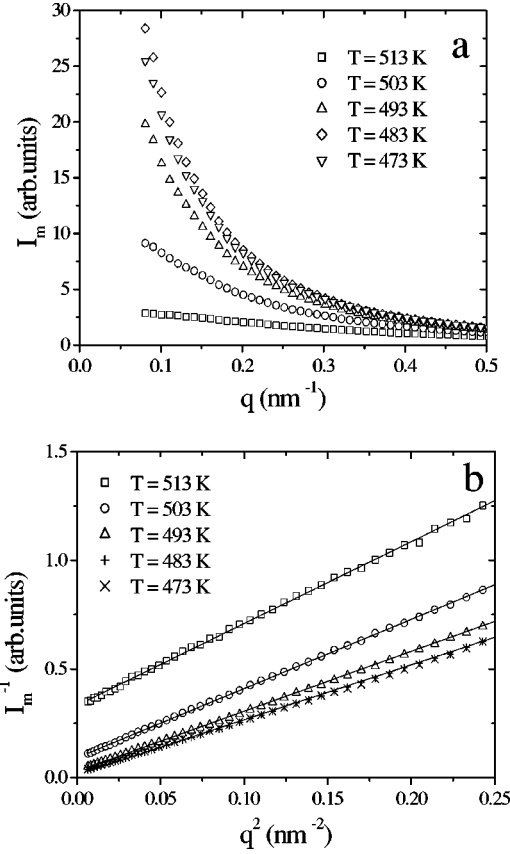 30
25
20
15
10
5
0
I_m (arb.units)
a
T = 513 K
T = 503 K
T = 493 K
T = 483 K
T = 473 K
0.0 0.1 0.2 0.3 0.4 0.5
q (nm⁻¹)
1.5
1.0
0.5
0.0
I_m⁻¹ (arb.units)
b
T = 513 K
T = 503 K
T = 493 K
T = 483 K
T = 473 K
0.00 0.05 0.10 0.15 0.20 0.25
q² (nm⁻²)